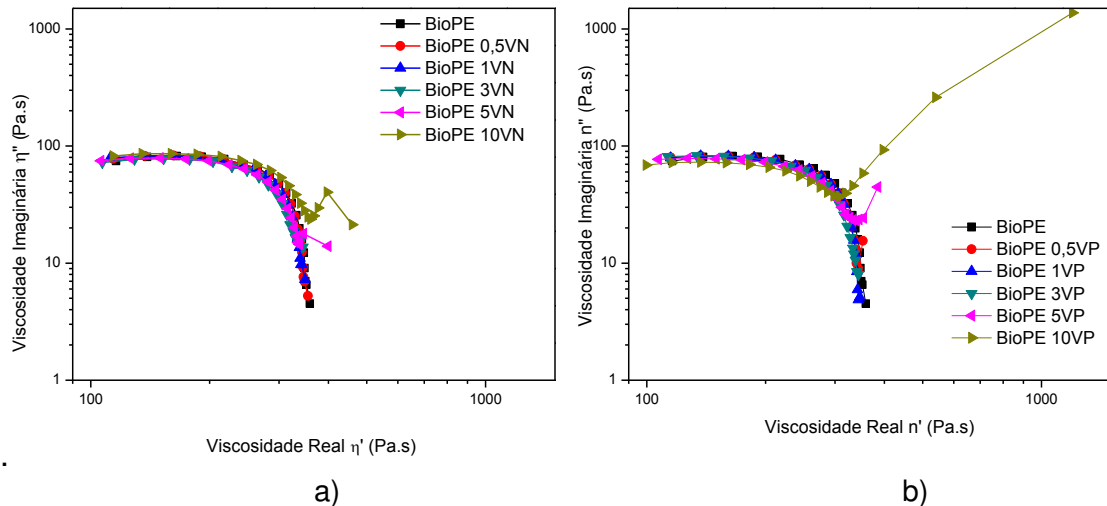 1000
100
10
1
Viscosidade Imaginária η'' (Pa.s)
BioPE
BioPE 0,5VN
BioPE 1VN
BioPE 3VN
BioPE 5VN
BioPE 10VN
100
1000
Viscosidade Real η' (Pa.s)
.
a)
1000
100
10
1
Viscosidade Imaginária n'' (Pa.s)
BioPE
BioPE 0,5VP
BioPE 1VP
BioPE 3VP
BioPE 5VP
BioPE 10VP
100
1000
Viscosidade Real n' (Pa.s)
b)